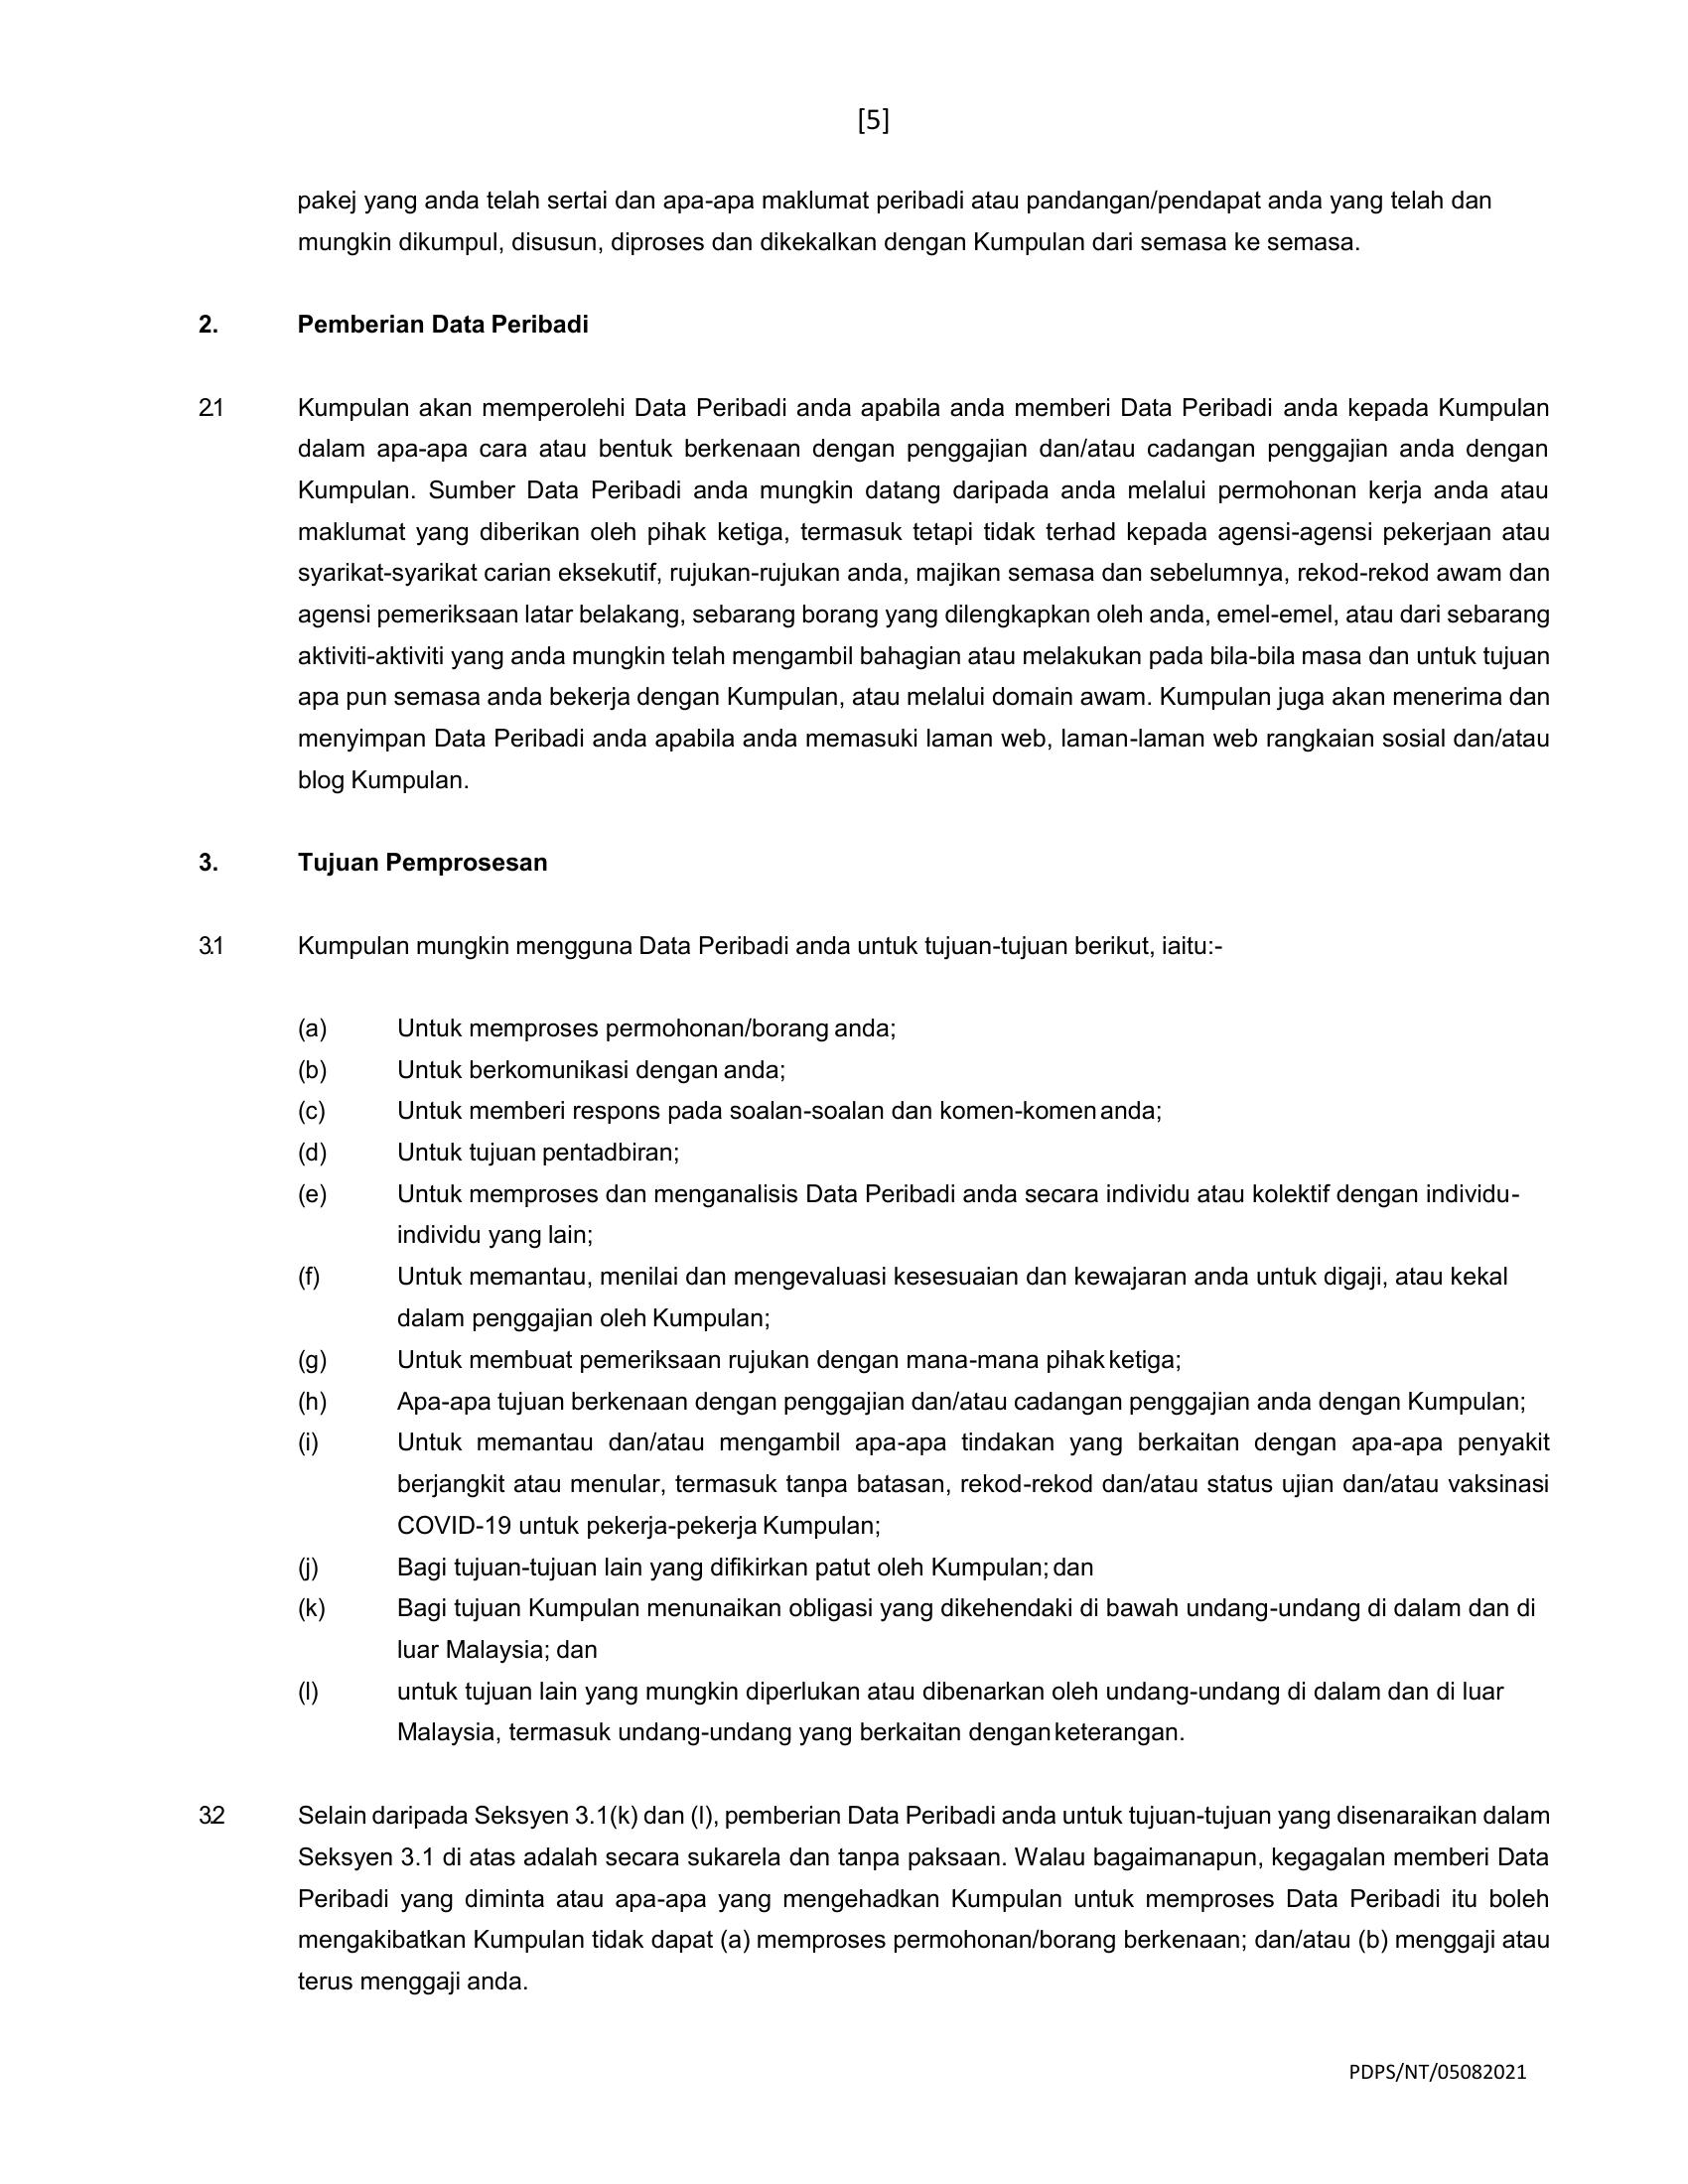 [5]
pakej yang anda telah sertai dan apa-apa maklumat peribadi atau pandangan/pendapat anda yang telah dan
mungkin dikumpul, disusun, diproses dan dikekalkan dengan Kumpulan dari semasa ke semasa.
2. Pemberian Data Peribadi
2.1 Kumpulan akan memperolehi Data Peribadi anda apabila anda memberi Data Peribadi anda kepada Kumpulan
dalam apa-apa cara atau bentuk berkenaan dengan penggajian dan/atau cadangan penggajian anda dengan
Kumpulan. Sumber Data Peribadi anda mungkin datang daripada anda melalui permohonan kerja anda atau
maklumat yang diberikan oleh pihak ketiga, termasuk tetapi tidak terhad kepada agensi-agensi pekerjaan atau
syarikat-syarikat carian eksekutif, rujukan-rujukan anda, majikan semasa dan sebelumnya, rekod-rekod awam dan
agensi pemeriksaan latar belakang, sebarang borang yang dilengkapkan oleh anda, emel-emel, atau dari sebarang
aktiviti-aktiviti yang anda mungkin telah mengambil bahagian atau melakukan pada bila-bila masa dan untuk tujuan
apa pun semasa anda bekerja dengan Kumpulan, atau melalui domain awam. Kumpulan juga akan menerima dan
menyimpan Data Peribadi anda apabila anda memasuki laman web, laman-laman web rangkaian sosial dan/atau
blog Kumpulan.
3. Tujuan Pemprosesan
3.1 Kumpulan mungkin mengguna Data Peribadi anda untuk tujuan-tujuan berikut, iaitu:-
(a) Untuk memproses permohonan/borang anda;
(b) Untuk berkomunikasi dengan anda;
(c) Untuk memberi respons pada soalan-soalan dan komen-komen anda;
(d) Untuk tujuan pentadbiran;
(e) Untuk memproses dan menganalisis Data Peribadi anda secara individu atau kolektif dengan individu-
individu yang lain;
(f) Untuk memantau, menilai dan mengevaluasi kesesuaian dan kewajaran anda untuk digaji, atau kekal
dalam penggajian oleh Kumpulan;
(g) Untuk membuat pemeriksaan rujukan dengan mana-mana pihak ketiga;
(h) Apa-apa tujuan berkenaan dengan penggajian dan/atau cadangan penggajian anda dengan Kumpulan;
(i) Untuk memantau dan/atau mengambil apa-apa tindakan yang berkaitan dengan apa-apa penyakit
berjangkit atau menular, termasuk tanpa batasan, rekod-rekod dan/atau status ujian dan/atau vaksinasi
COVID-19 untuk pekerja-pekerja Kumpulan;
(j) Bagi tujuan-tujuan lain yang difikirkan patut oleh Kumpulan; dan
(k) Bagi tujuan Kumpulan menunaikan obligasi yang dikehendaki di bawah undang-undang di dalam dan di
luar Malaysia; dan
(l) untuk tujuan lain yang mungkin diperlukan atau dibenarkan oleh undang-undang di dalam dan di luar
Malaysia, termasuk undang-undang yang berkaitan dengan keterangan.
3.2 Selain daripada Seksyen 3.1(k) dan (l), pemberian Data Peribadi anda untuk tujuan-tujuan yang disenaraikan dalam
Seksyen 3.1 di atas adalah secara sukarela dan tanpa paksaan. Walau bagaimanapun, kegagalan memberi Data
Peribadi yang diminta atau apa-apa yang mengehadkan Kumpulan untuk memproses Data Peribadi itu boleh
mengakibatkan Kumpulan tidak dapat (a) memproses permohonan/borang berkenaan; dan/atau (b) menggaji atau
terus menggaji anda.
PDPS/NT/05082021